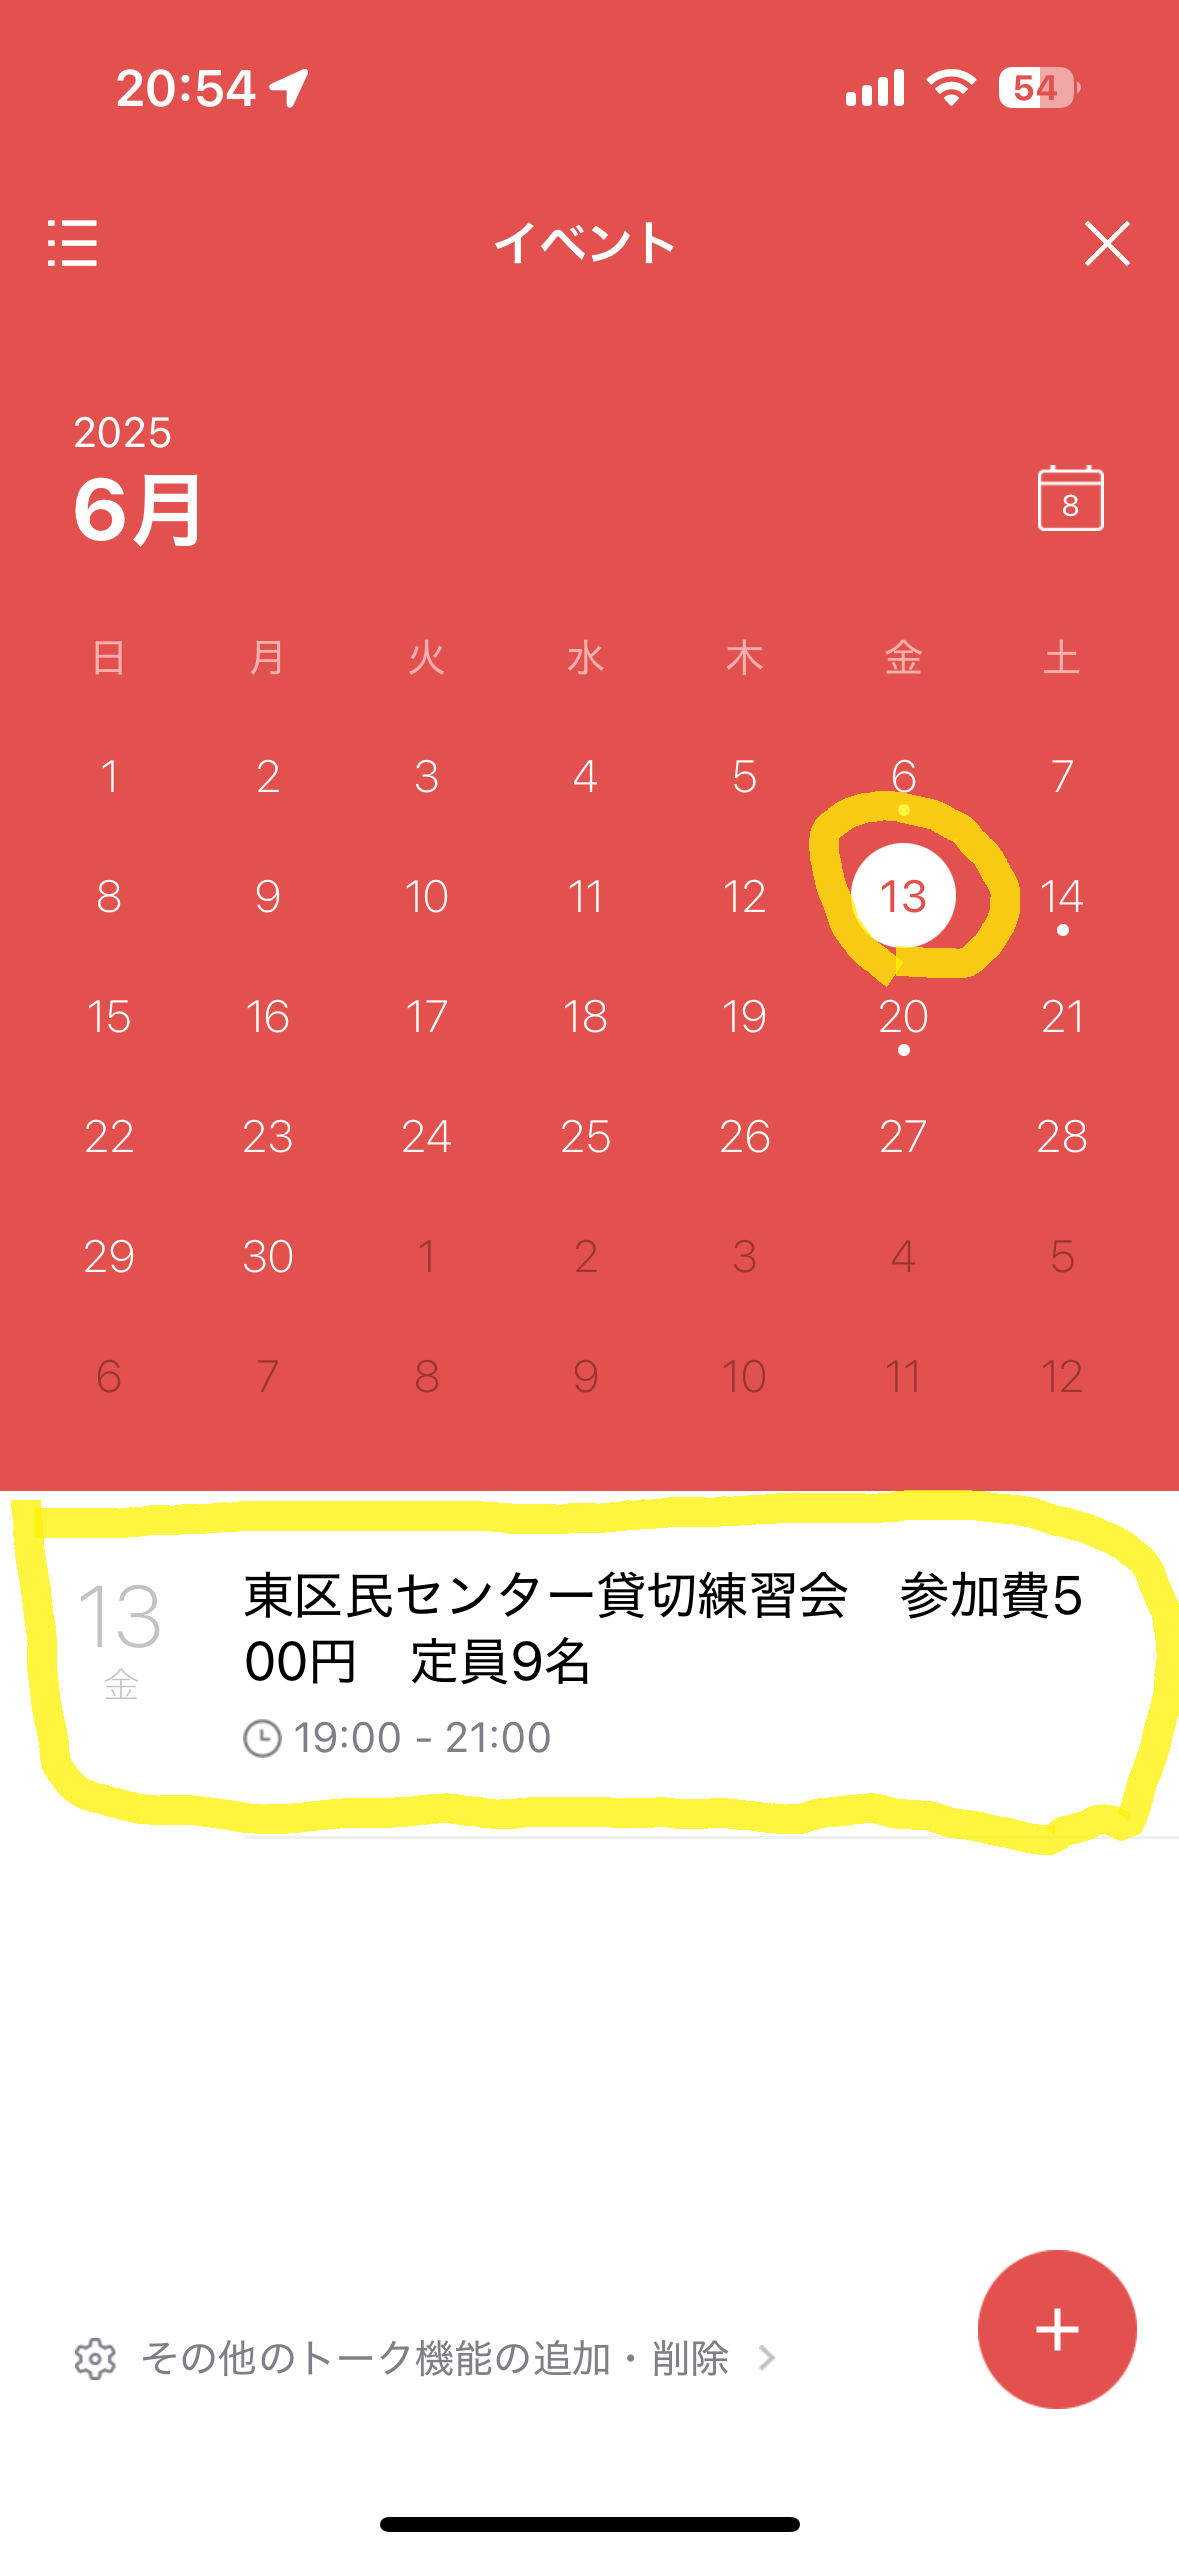 20:54
54
イベント
2025
6月
8
日 月 火 水 木 金 土
1 2 3 4 5 6 7
8 9 10 11 12 13 14
15 16 17 18 19 20 21
22 23 24 25 26 27 28
29 30 1 2 3 4 5
6 7 8 9 10 11 12
13
金
東区民センター貸切練習会　参加費5
00円　定員9名
19:00 - 21:00
その他のトーク機能の追加・削除